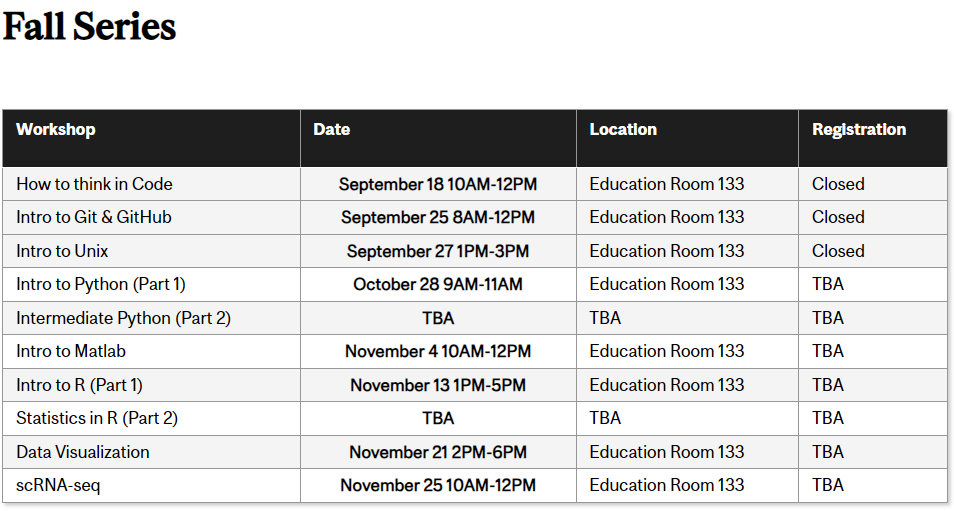 Fall Series
Workshop Date Location Registration
How to think in Code September 18 10AM-12PM Education Room 133 Closed
Intro to Git & GitHub September 25 8AM-12PM Education Room 133 Closed
Intro to Unix September 27 1PM-3PM Education Room 133 Closed
Intro to Python (Part 1) October 28 9AM-11AM Education Room 133 TBA
Intermediate Python (Part 2) TBA TBA TBA
Intro to Matlab November 4 10AM-12PM Education Room 133 TBA
Intro to R (Part 1) November 13 1PM-5PM Education Room 133 TBA
Statistics in R (Part 2) TBA TBA TBA
Data Visualization November 21 2PM-6PM Education Room 133 TBA
scRNA-seq November 25 10AM-12PM Education Room 133 TBA